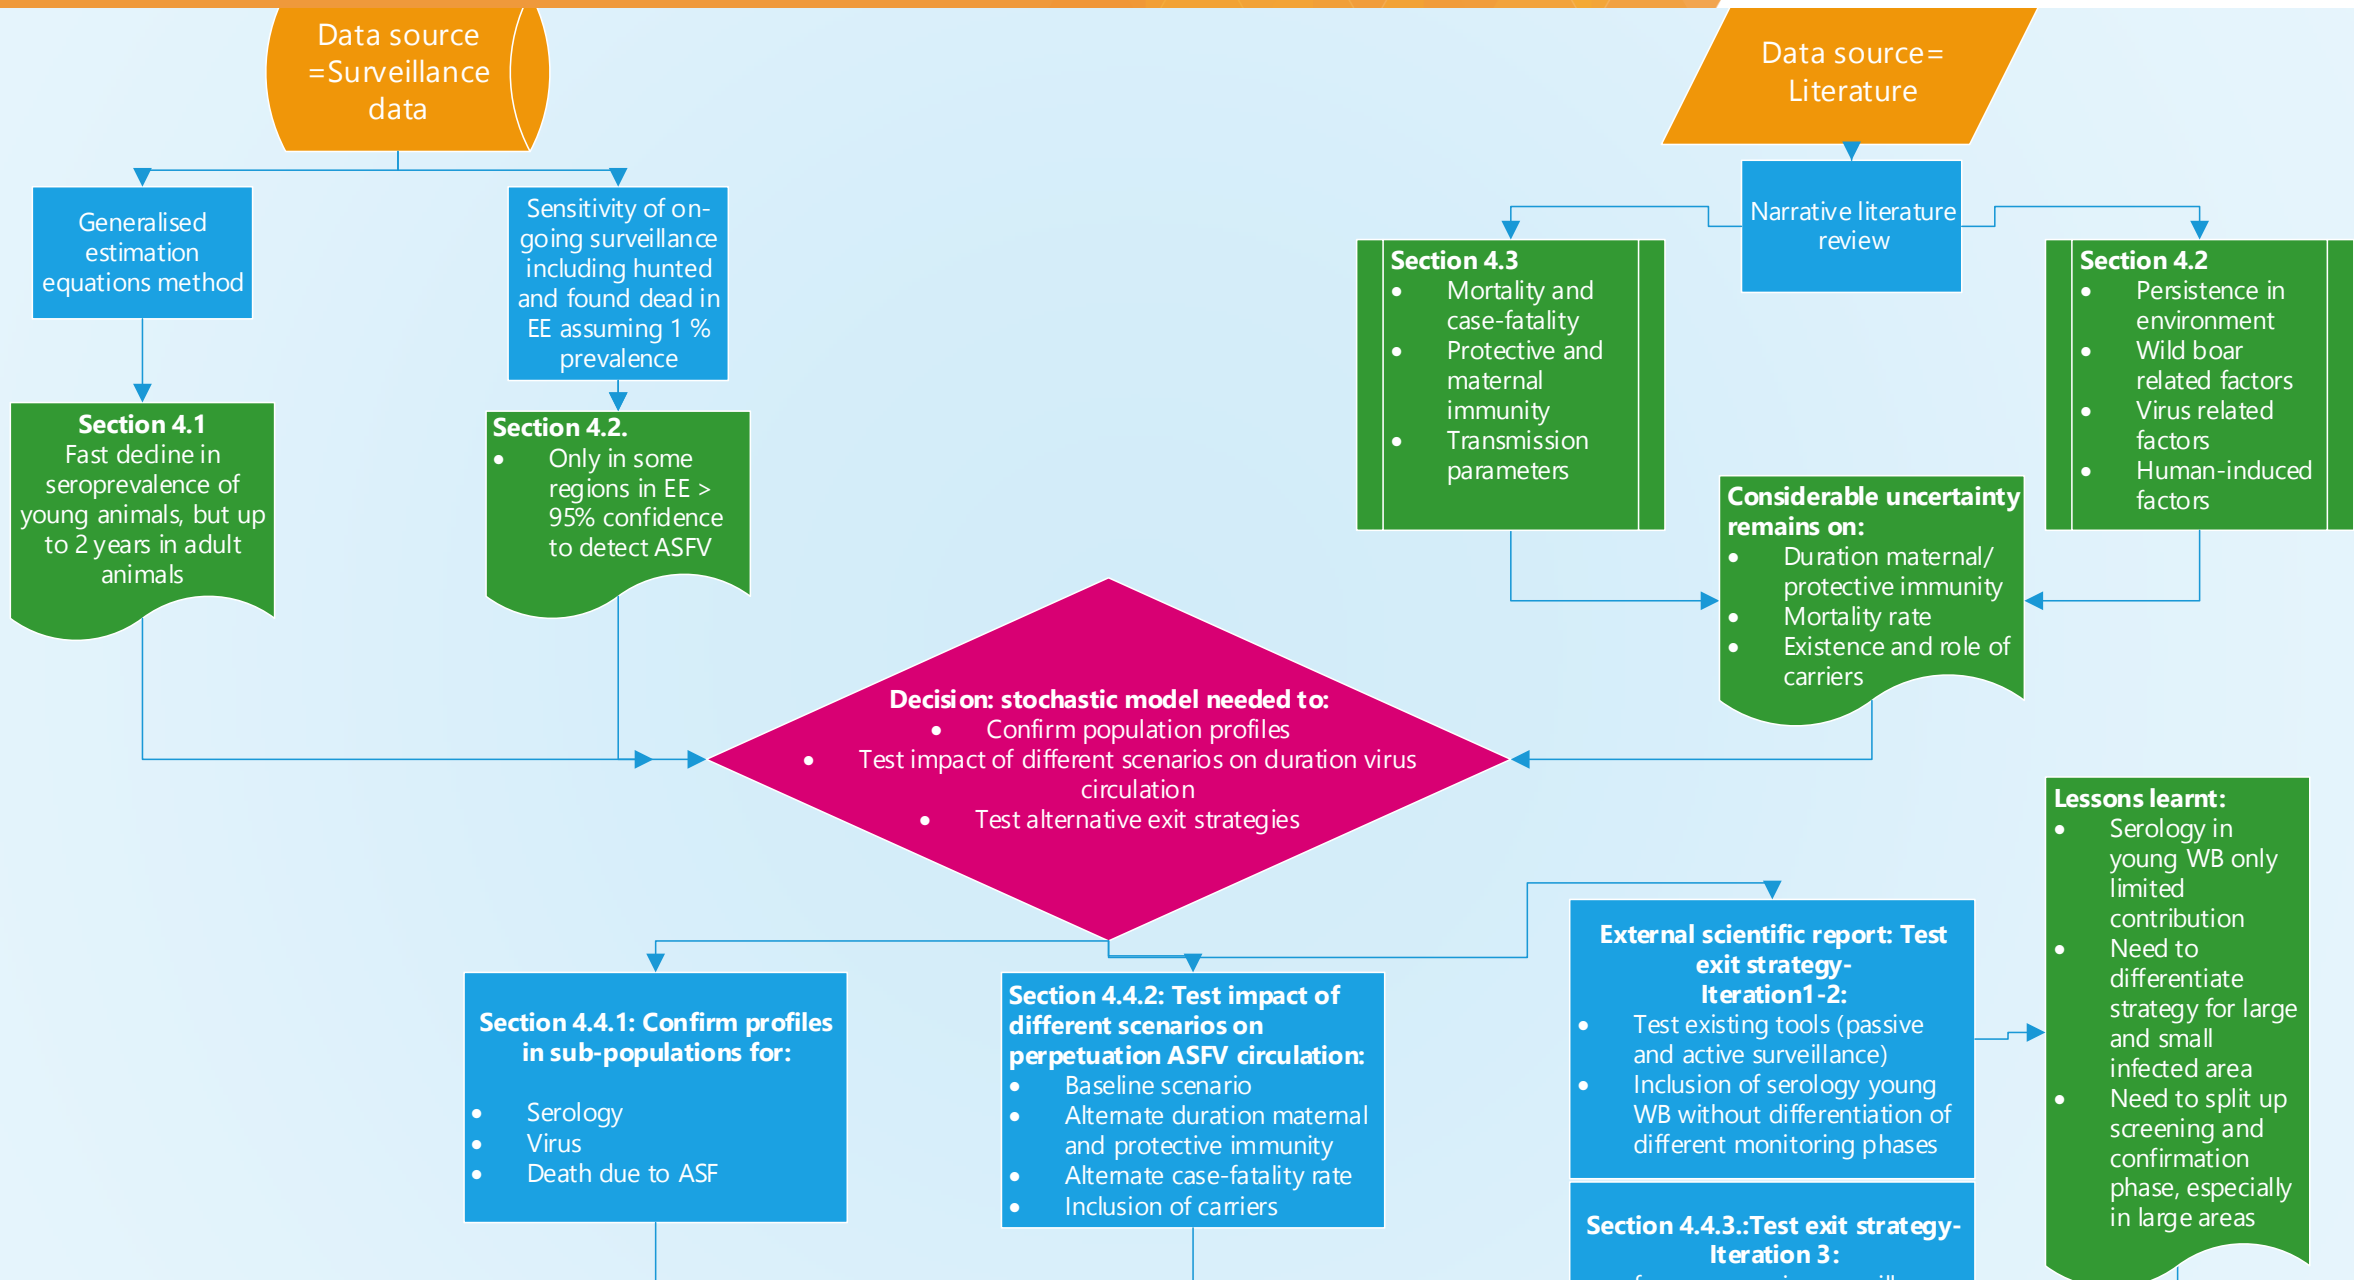 Data source
=Surveillance
data
Data source=
Literature
Generalised
estimation
equations method
Sensitivity of on-
going surveillance
including hunted
and found dead in
EE assuming 1 %
prevalence
Narrative literature
review
Section 4.3
• Mortality and
case-fatality
• Protective and
maternal
immunity
• Transmission
parameters
Section 4.2
• Persistence in
environment
• Wild boar
related factors
• Virus related
factors
• Human-induced
factors
Section 4.1
Fast decline in
seroprevalence of
young animals, but up
to 2 years in adult
animals
Section 4.2.
• Only in some
regions in EE >
95% confidence
to detect ASFV
Considerable uncertainty
remains on:
• Duration maternal/
protective immunity
• Mortality rate
• Existence and role of
carriers
Decision: stochastic model needed to:
• Confirm population profiles
• Test impact of different scenarios on duration virus
circulation
• Test alternative exit strategies
Section 4.4.1: Confirm profiles
in sub-populations for:
• Serology
• Virus
• Death due to ASF
Section 4.4.2: Test impact of
different scenarios on
perpetuation ASFV circulation:
• Baseline scenario
• Alternate duration maternal
and protective immunity
• Alternate case-fatality rate
• Inclusion of carriers
External scientific report: Test
exit strategy-
Iteration1-2:
• Test existing tools (passive
and active surveillance)
• Inclusion of serology young
WB without differentiation of
different monitoring phases
Section 4.4.3.:Test exit strategy-
Iteration 3:
Lessons learnt:
• Serology in
young WB only
limited
contribution
• Need to
differentiate
strategy for large
and small
infected area
• Need to split up
screening and
confirmation
phase, especially
in large areas